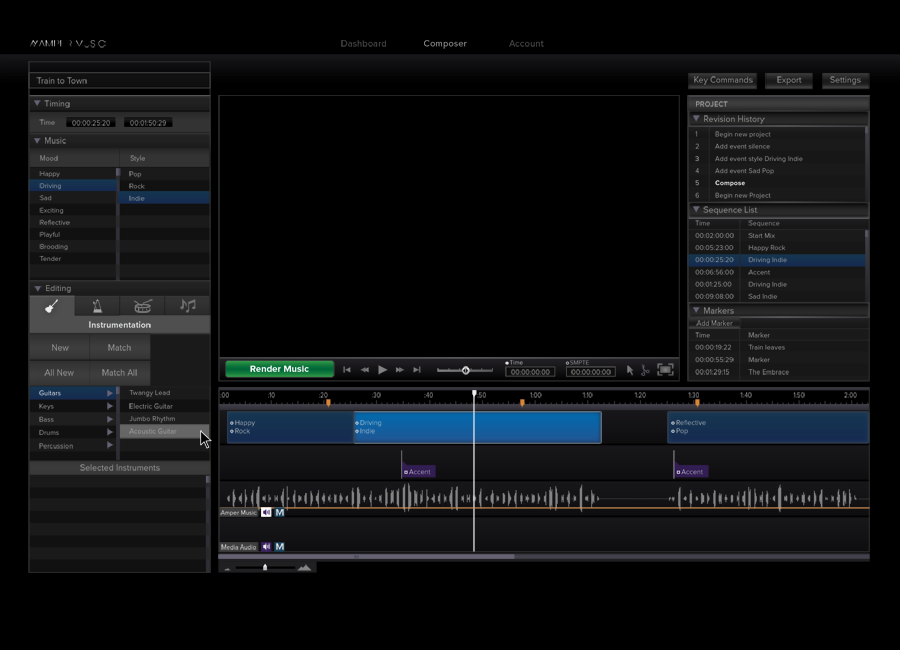 AMPER MUSIC
Dashboard Composer Account
Train to Town
Key Commands Export Settings
Timing
Time 00:00:25:20 00:01:50:29
Music
Mood Style
Happy Pop
Driving Rock
Sad Indie
Exciting
Reflective
Playful
Brooding
Tender
Editing
Instrumentation
New Match
All New Match All
Guitars Twangy Lead
Keys Electric Guitar
Bass Jumbo Rhythm
Drums Acoustic Guitar
Percussion
Selected Instruments
Render Music
Time SMPTE
00:00:00:00 00:00:00:00
PROJECT
Revision History
1 Begin new project
2 Add event silence
3 Add event style Driving Indie
4 Add event Sad Pop
5 Compose
6 Begin new Project
Sequence List
Time Sequence
00:02:00:00 Start Mix
00:05:23:00 Happy Rock
00:00:25:20 Driving Indie
00:06:56:00 Accent
00:01:25:00 Driving Indie
00:09:08:00 Sad Indie
Markers
Add Marker
Time Marker
00:00:19:22 Train leaves
00:00:55:29 Marker
00:01:29:15 The Embrace
:00 :10 :20 :30 :40 :50 1:00 1:10 1:20 1:30 1:40 1:50 2:00
Happy Driving Reflective
Rock Indie Pop
Accent Accent
Amper Music M
Media Audio M